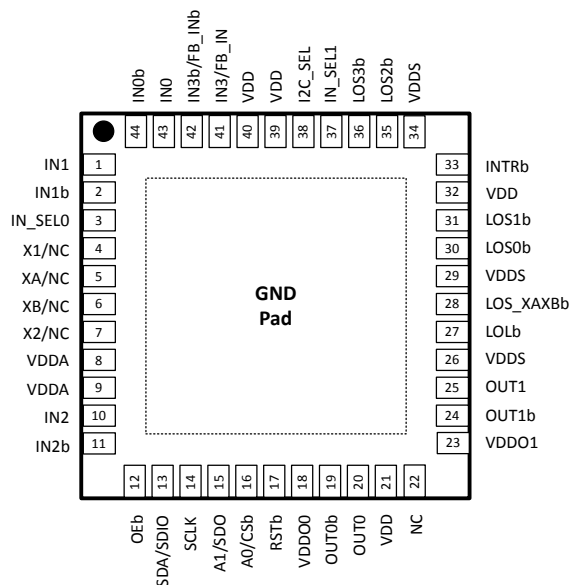 IN0b
IN0
IN3b/FB_INb
IN3/FB_IN
VDD
VDD
I2C_SEL
IN_SEL1
LOS3b
LOS2b
VDDS
44
43
42
41
40
39
38
37
36
35
34
IN1 1
IN1b 2
IN_SEL0 3
X1/NC 4
XA/NC 5
XB/NC 6
X2/NC 7
VDDA 8
VDDA 9
IN2 10
IN2b 11
GND
Pad
33 INTRb
32 VDD
31 LOS1b
30 LOS0b
29 VDDS
28 LOS_XAXBb
27 LOLb
26 VDDS
25 OUT1
24 OUT1b
23 VDDO1
12
13
14
15
16
17
18
19
20
21
22
OEb
SDA/SDIO
SCLK
A1/SDO
A0/CSb
RSTb
VDDO0
OUT0b
OUT0
VDD
NC